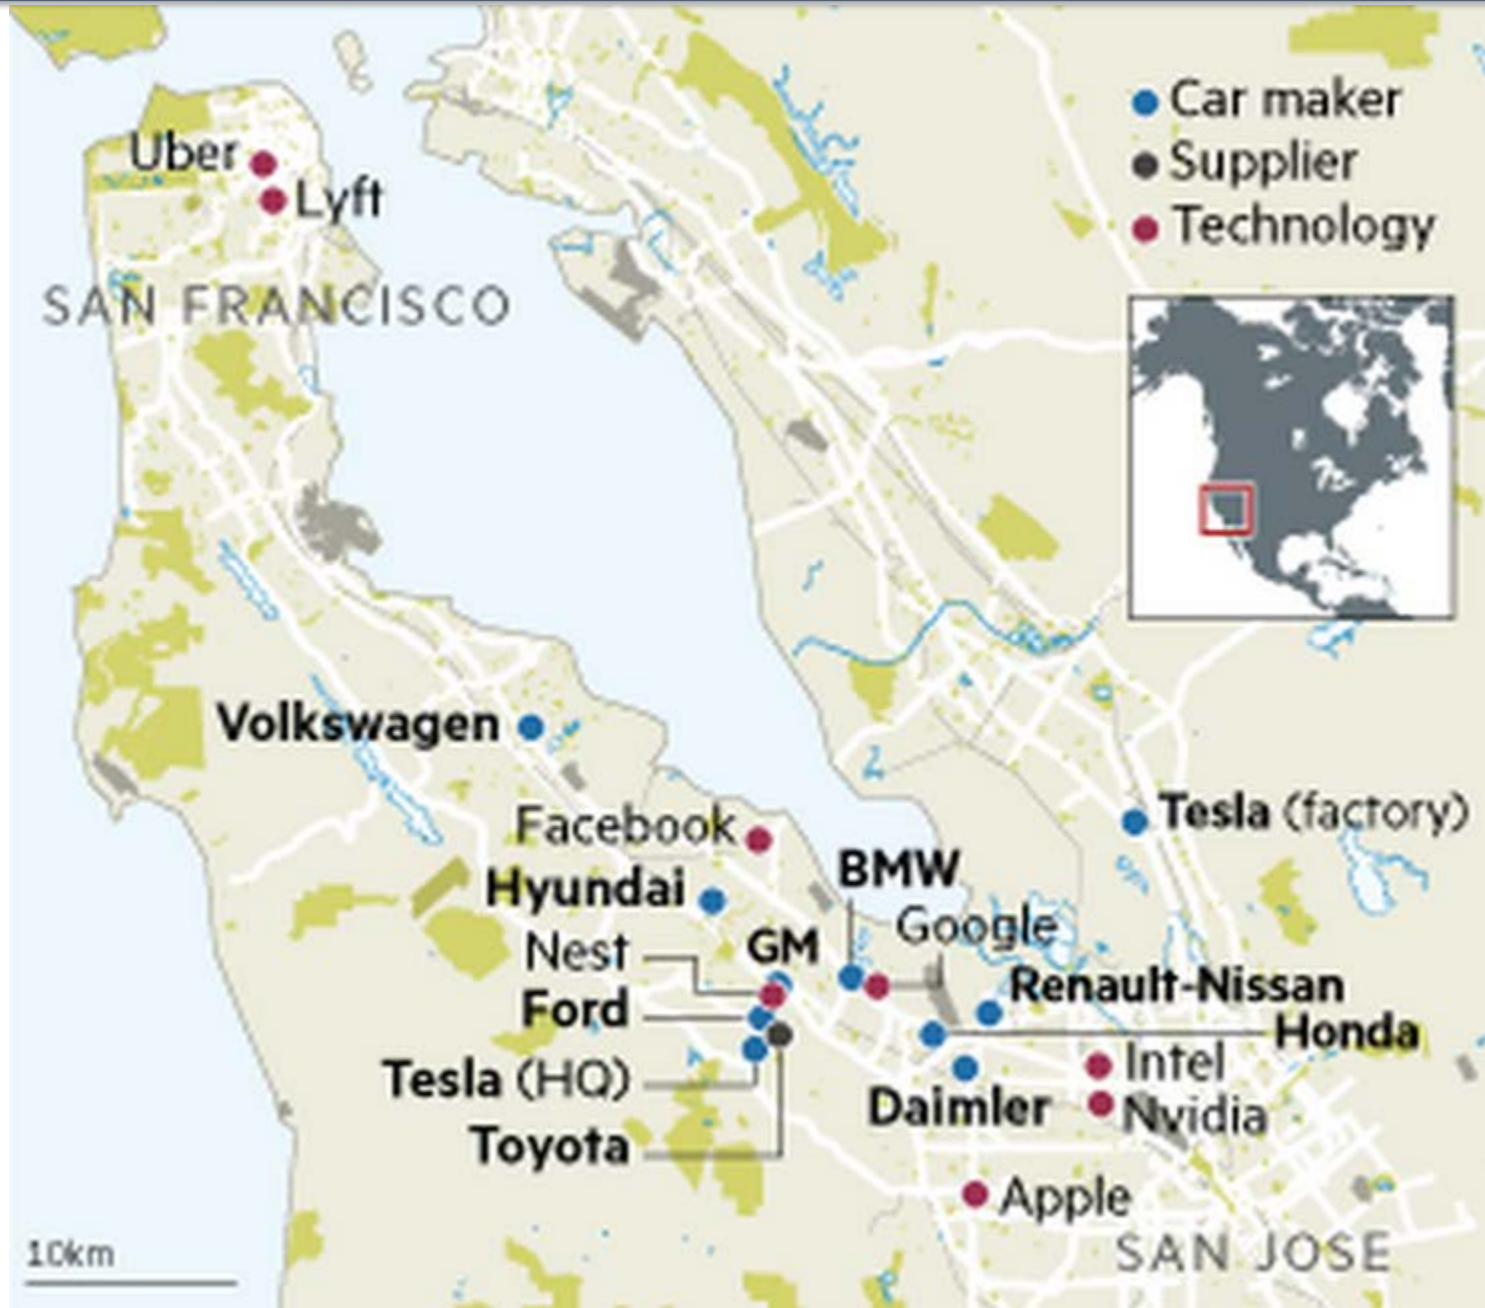 Car maker
Supplier
Technology
Uber
Lyft
SAN FRANCISCO
Volkswagen
Tesla (factory)
Facebook
BMW
Hyundai
Google
GM
Nest
Renault-Nissan
Ford
Honda
Intel
Tesla (HQ)
Daimler
Nvidia
Toyota
Apple
SAN JOSE
10km